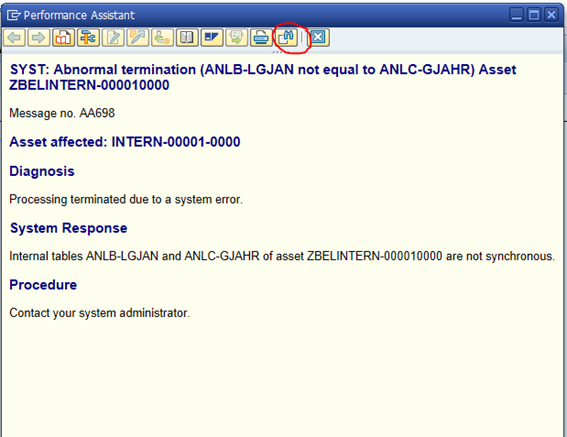 Performance Assistant
SYST: Abnormal termination (ANLB-LGJAN not equal to ANLC-GJAHR) Asset
ZBELINTERN-000010000
Message no. AA698
Asset affected: INTERN-00001-0000
Diagnosis
Processing terminated due to a system error.
System Response
Internal tables ANLB-LGJAN and ANLC-GJAHR of asset ZBELINTERN-000010000 are not synchronous.
Procedure
Contact your system administrator.